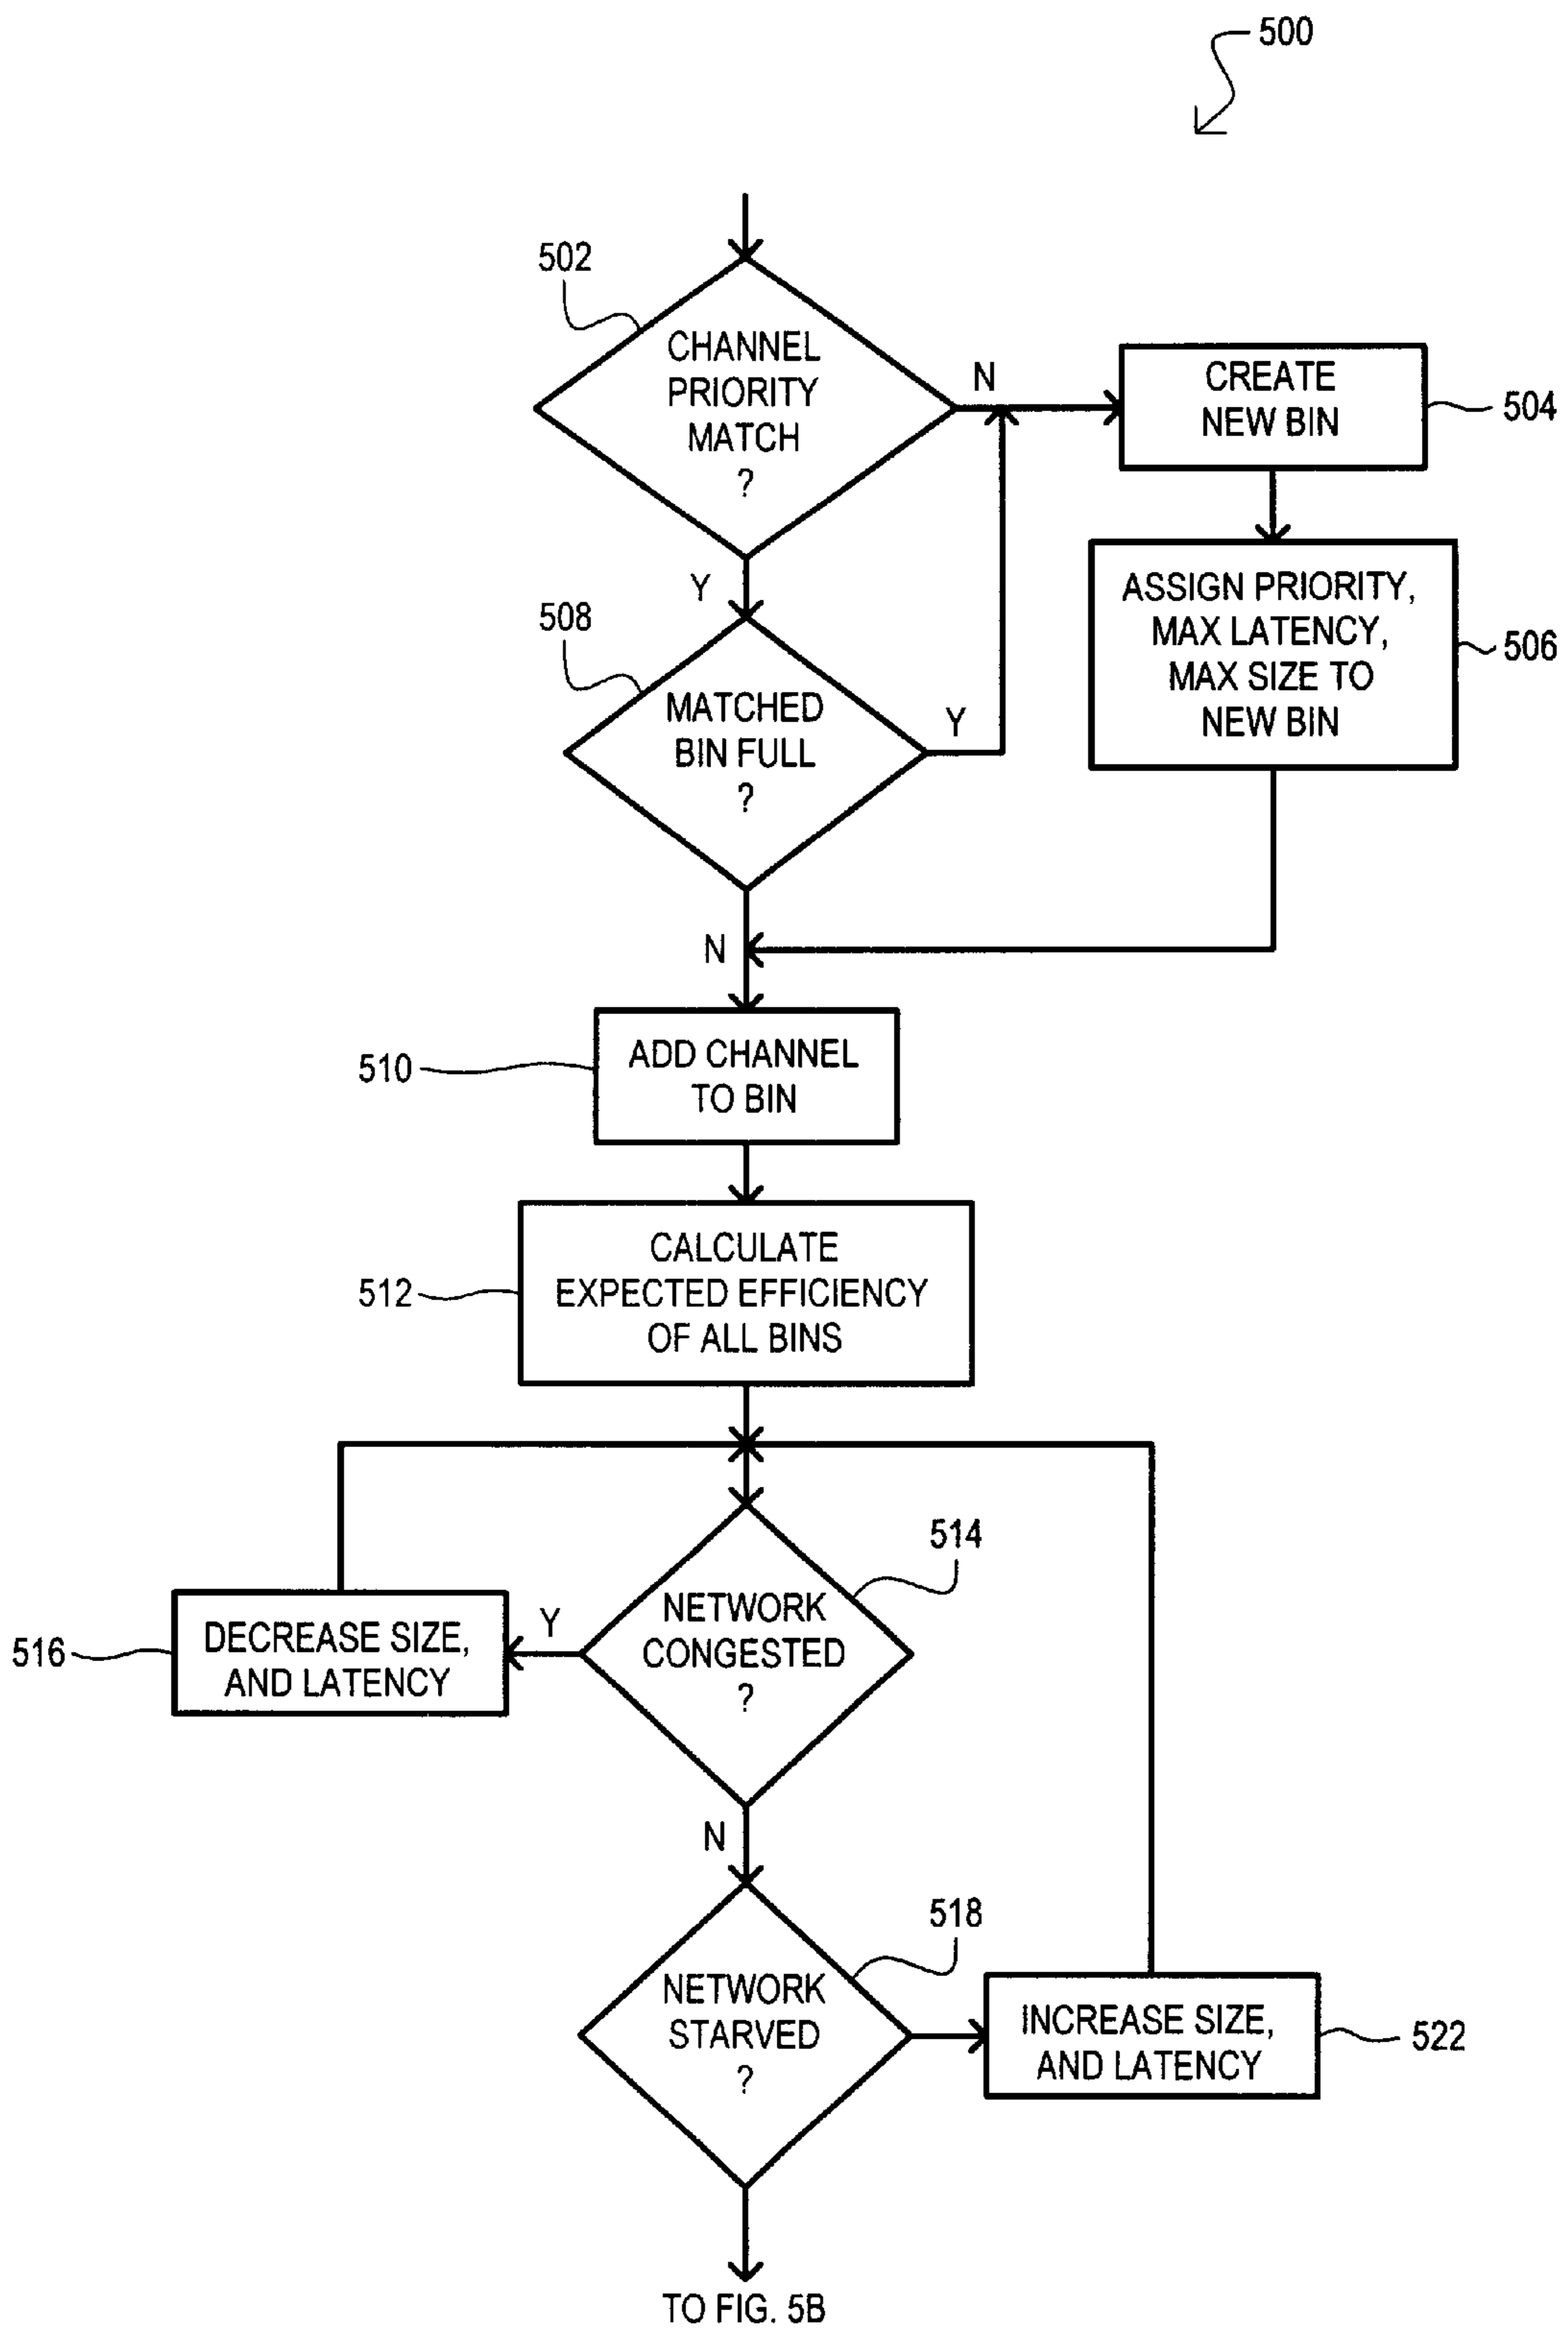 500
502
CHANNEL
PRIORITY
MATCH
?
N
CREATE
NEW BIN
504
Y
ASSIGN PRIORITY,
MAX LATENCY,
MAX SIZE TO
NEW BIN
506
508
MATCHED
BIN FULL
?
Y
N
510
ADD CHANNEL
TO BIN
512
CALCULATE
EXPECTED EFFICIENCY
OF ALL BINS
514
NETWORK
CONGESTED
?
Y
516
DECREASE SIZE,
AND LATENCY
N
518
NETWORK
STARVED
?
INCREASE SIZE,
AND LATENCY
522
TO FIG. 5B